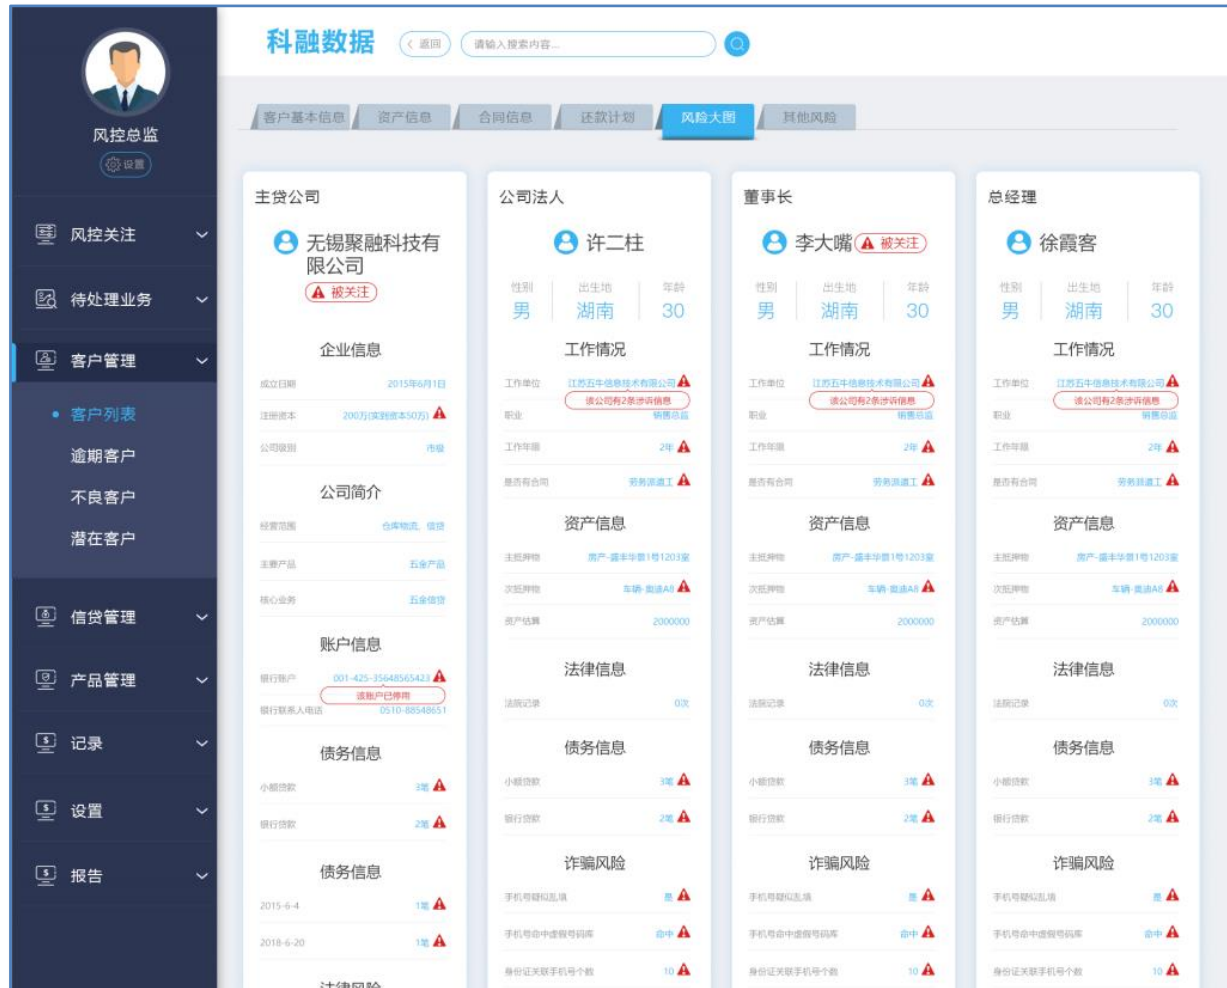 科融数据
< 返回
请输入搜索内容...
风控总监
设置
风控关注
待处理业务
客户管理
• 客户列表
逾期客户
不良客户
潜在客户
信贷管理
产品管理
记录
设置
报告
客户基本信息
资产信息
合同信息
还款计划
风险大图
其他风险
主贷公司
无锡聚融科技有
限公司
被关注
企业信息
成立日期 2015年6月1日
注册资本 200万(实到资本50万)
公司级别 市级
公司简介
经营范围 仓库物流、信贷
主要产品 五金产品
核心业务 五金信贷
账户信息
银行账户 001-425-35648565423
该账户已停用
银行联系人电话 0510-88548651
债务信息
小额贷款 3笔
银行贷款 2笔
债务信息
2015-6-4 1笔
2018-6-20 1笔
法律风险
公司法人
许二柱
性别 出生地 年龄
男 湖南 30
工作情况
工作单位 江苏五牛信息技术有限公司
该公司有2条涉诉信息
职业 销售总监
工作年限 2年
是否有合同 劳务派遣工
资产信息
主抵押物 房产-盛丰华景1号1203室
次抵押物 车辆-奥迪A8
资产估算 2000000
法律信息
法院记录 0次
债务信息
小额贷款 3笔
银行贷款 2笔
诈骗风险
手机号疑似乱填 是
手机号命中虚假号码库 命中
身份证关联手机号个数 10
董事长
李大嘴 被关注
性别 出生地 年龄
男 湖南 30
工作情况
工作单位 江苏五牛信息技术有限公司
该公司有2条涉诉信息
职业 销售总监
工作年限 2年
是否有合同 劳务派遣工
资产信息
主抵押物 房产-盛丰华景1号1203室
次抵押物 车辆-奥迪A8
资产估算 2000000
法律信息
法院记录 0次
债务信息
小额贷款 3笔
银行贷款 2笔
诈骗风险
手机号疑似乱填 是
手机号命中虚假号码库 命中
身份证关联手机号个数 10
总经理
徐霞客
性别 出生地 年龄
男 湖南 30
工作情况
工作单位 江苏五牛信息技术有限公司
该公司有2条涉诉信息
职业 销售总监
工作年限 2年
是否有合同 劳务派遣工
资产信息
主抵押物 房产-盛丰华景1号1203室
次抵押物 车辆-奥迪A8
资产估算 2000000
法律信息
法院记录 0次
债务信息
小额贷款 3笔
银行贷款 2笔
诈骗风险
手机号疑似乱填 是
手机号命中虚假号码库 命中
身份证关联手机号个数 10